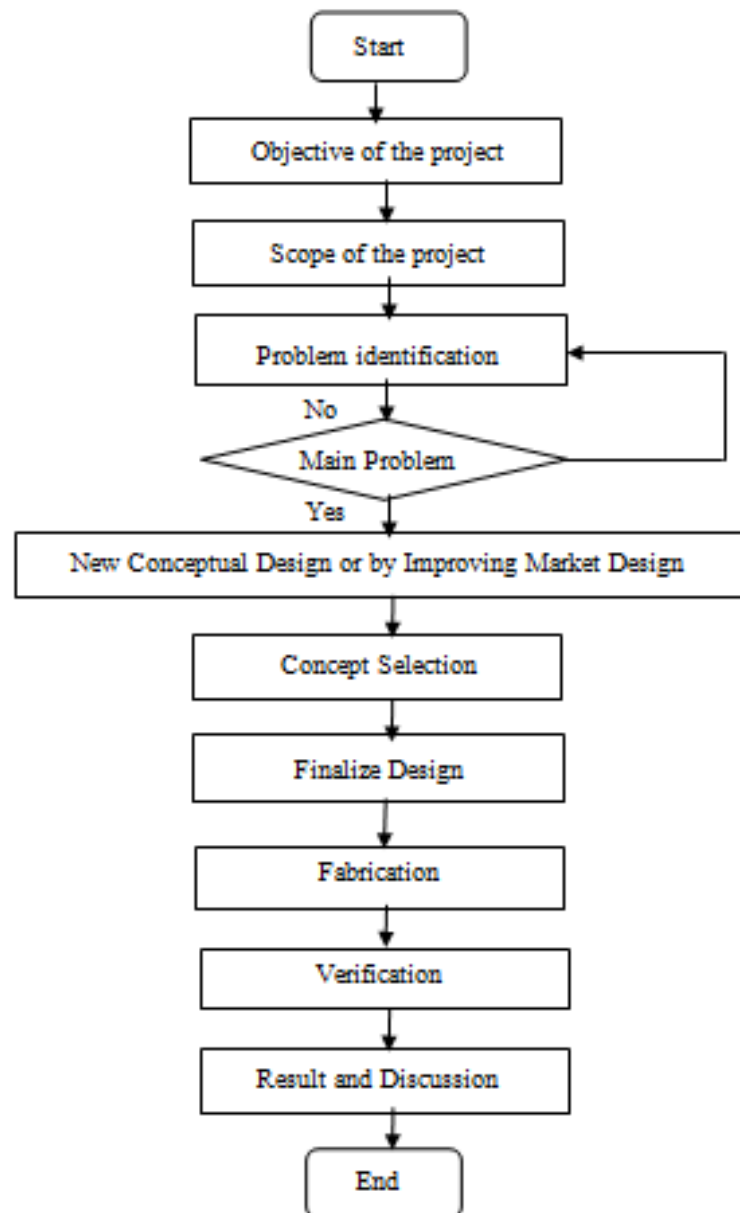 Start
Objective of the project
Scope of the project
Problem identification
No
Main Problem
Yes
New Conceptual Design or by Improving Market Design
Concept Selection
Finalize Design
Fabrication
Verification
Result and Discussion
End